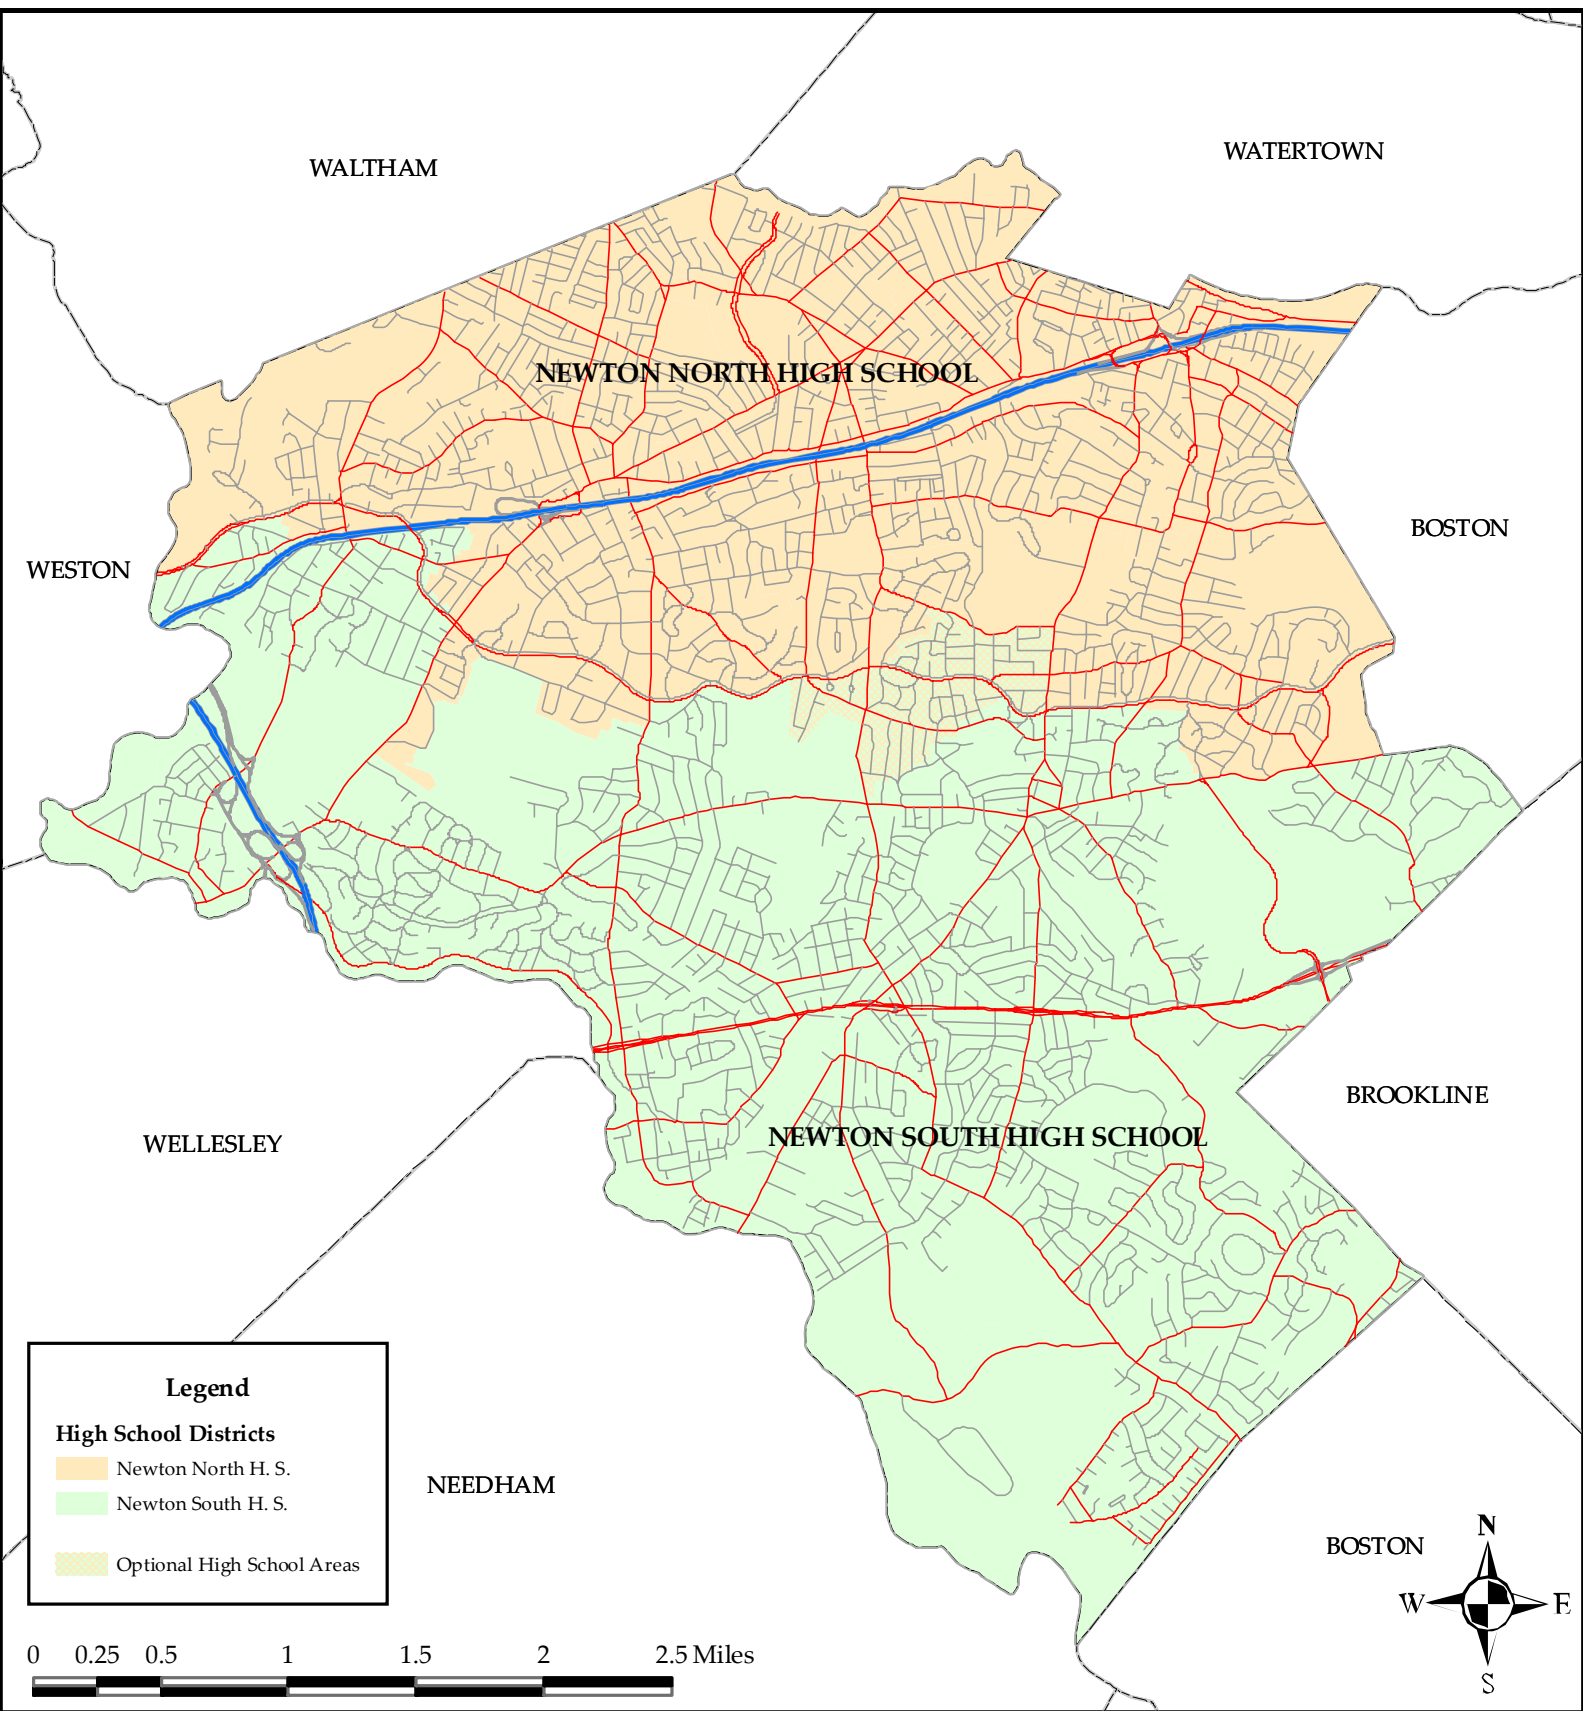 WATERTOWN
WALTHAM
NEWTON NORTH HIGH SCHOOL
BOSTON
WESTON
BROOKLINE
NEWTON SOUTH HIGH SCHOOL
WELLESLEY
Legend
High School Districts
Newton North H. S.
Newton South H. S.
Optional High School Areas
NEEDHAM
BOSTON
N
W E
S
0 0.25 0.5 1 1.5 2 2.5 Miles